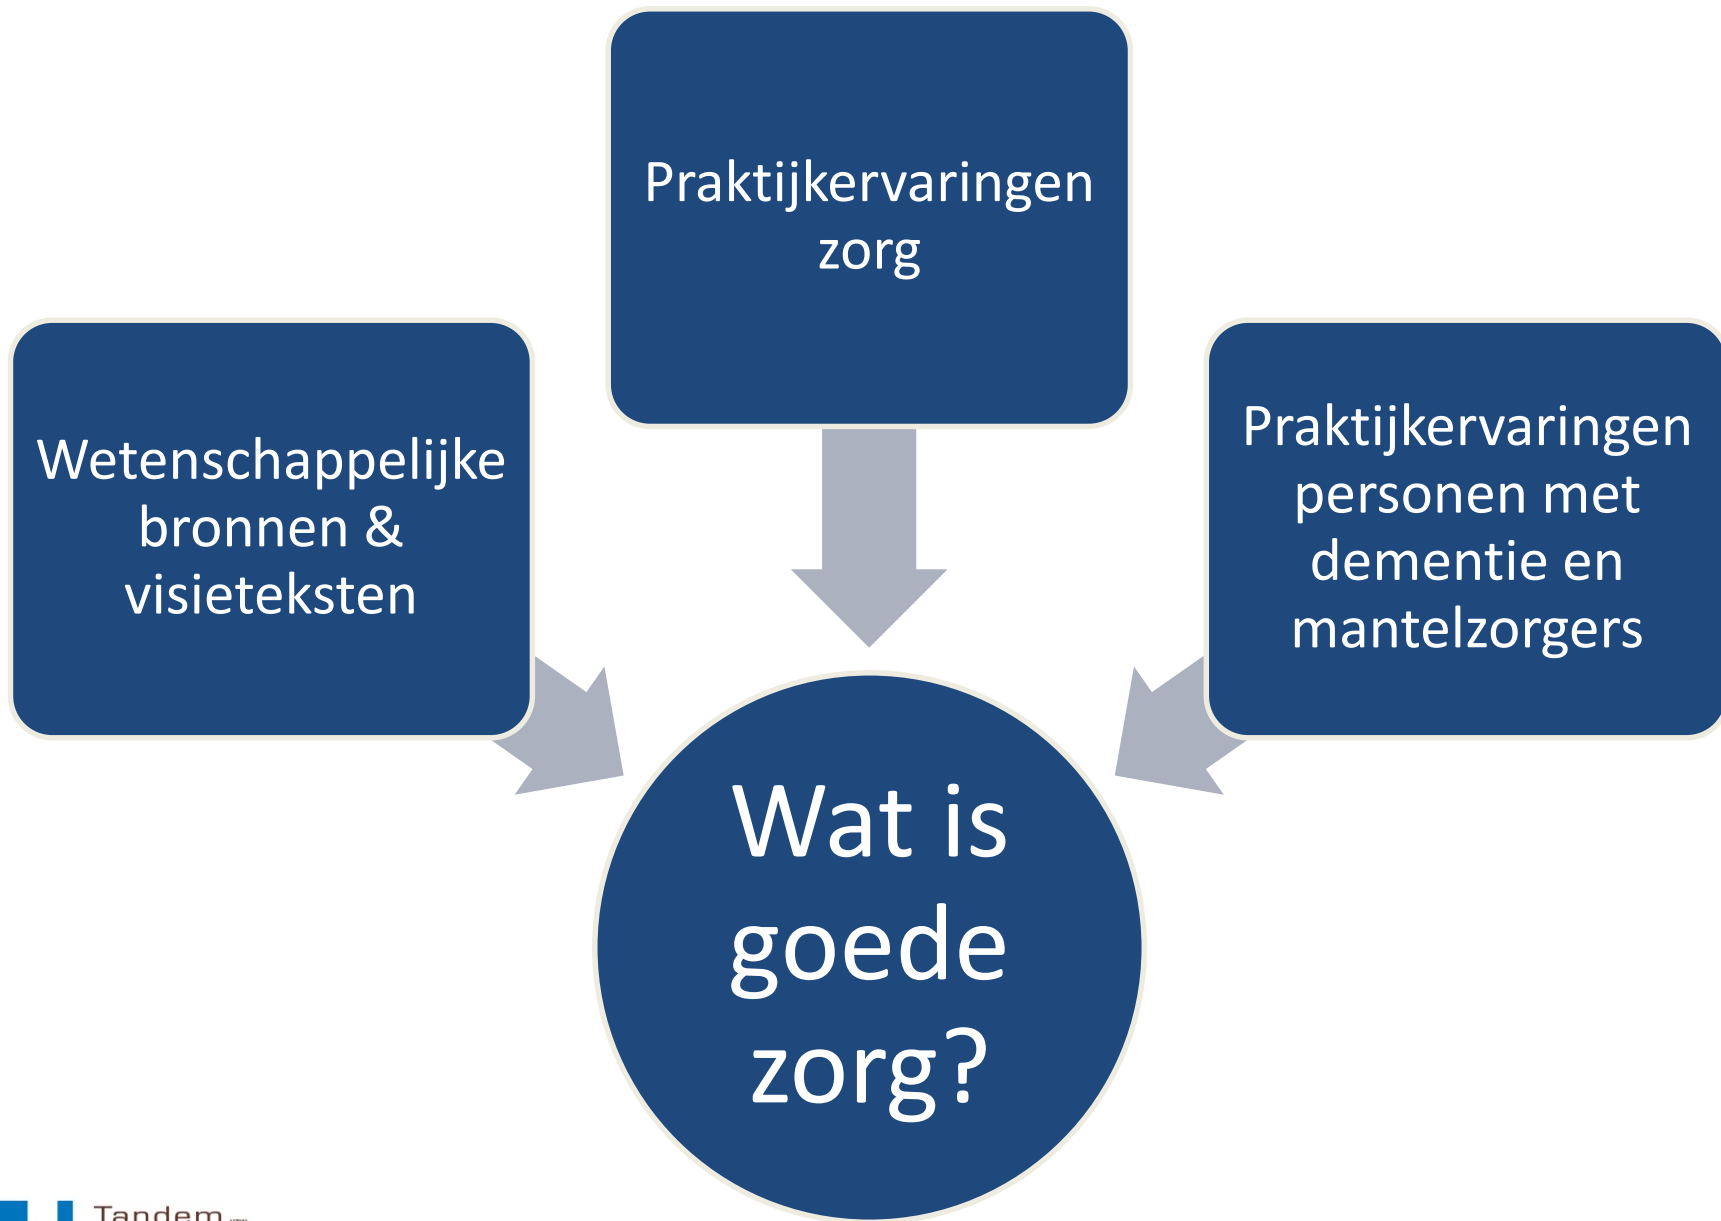 Praktijkervaringen
zorg
Wetenschappelijke
bronnen &
visieteksten
Praktijkervaringen
personen met
dementie en
mantelzorgers
Wat is
goede
zorg?
Tandem